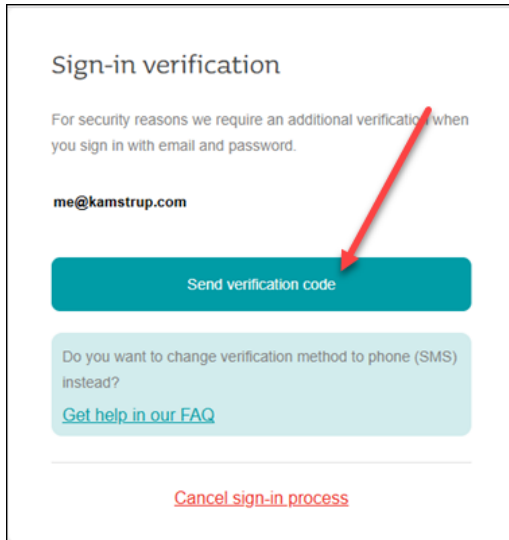 Sign-in verification
For security reasons we require an additional verification when
you sign in with email and password.
me@kamstrup.com
Send verification code
Do you want to change verification method to phone (SMS)
instead?
Get help in our FAQ
Cancel sign-in process